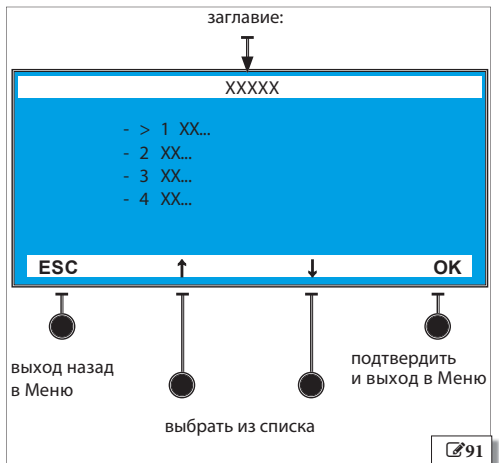 заглавие:
XXXXX
- > 1 XX...
- 2 XX...
- 3 XX...
- 4 XX...
ESC ↑ ↓ OK
выход назад
в Меню
подтвердить
и выход в Меню
выбрать из списка
91